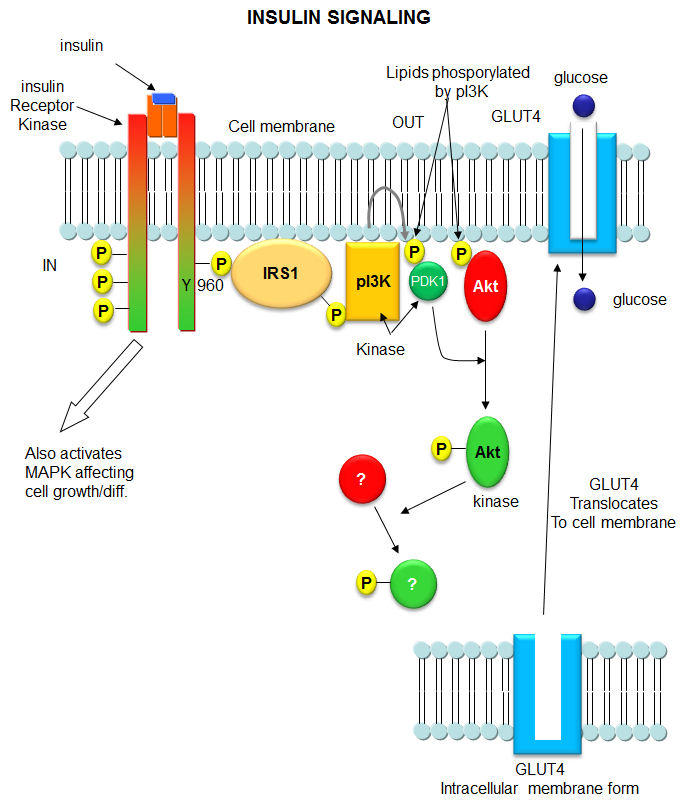 INSULIN SIGNALING
insulin
insulin
Receptor
Kinase
Cell membrane
OUT
Lipids phosporylated
by pI3K
GLUT4
glucose
IN
P
P
P
Y 960
P
IRS1
P
pI3K
P
PDK1
P
Akt
glucose
Kinase
Also activates
MAPK affecting
cell growth/diff.
P
Akt
kinase
?
P
?
GLUT4
Translocates
To cell membrane
GLUT4
Intracellular membrane form